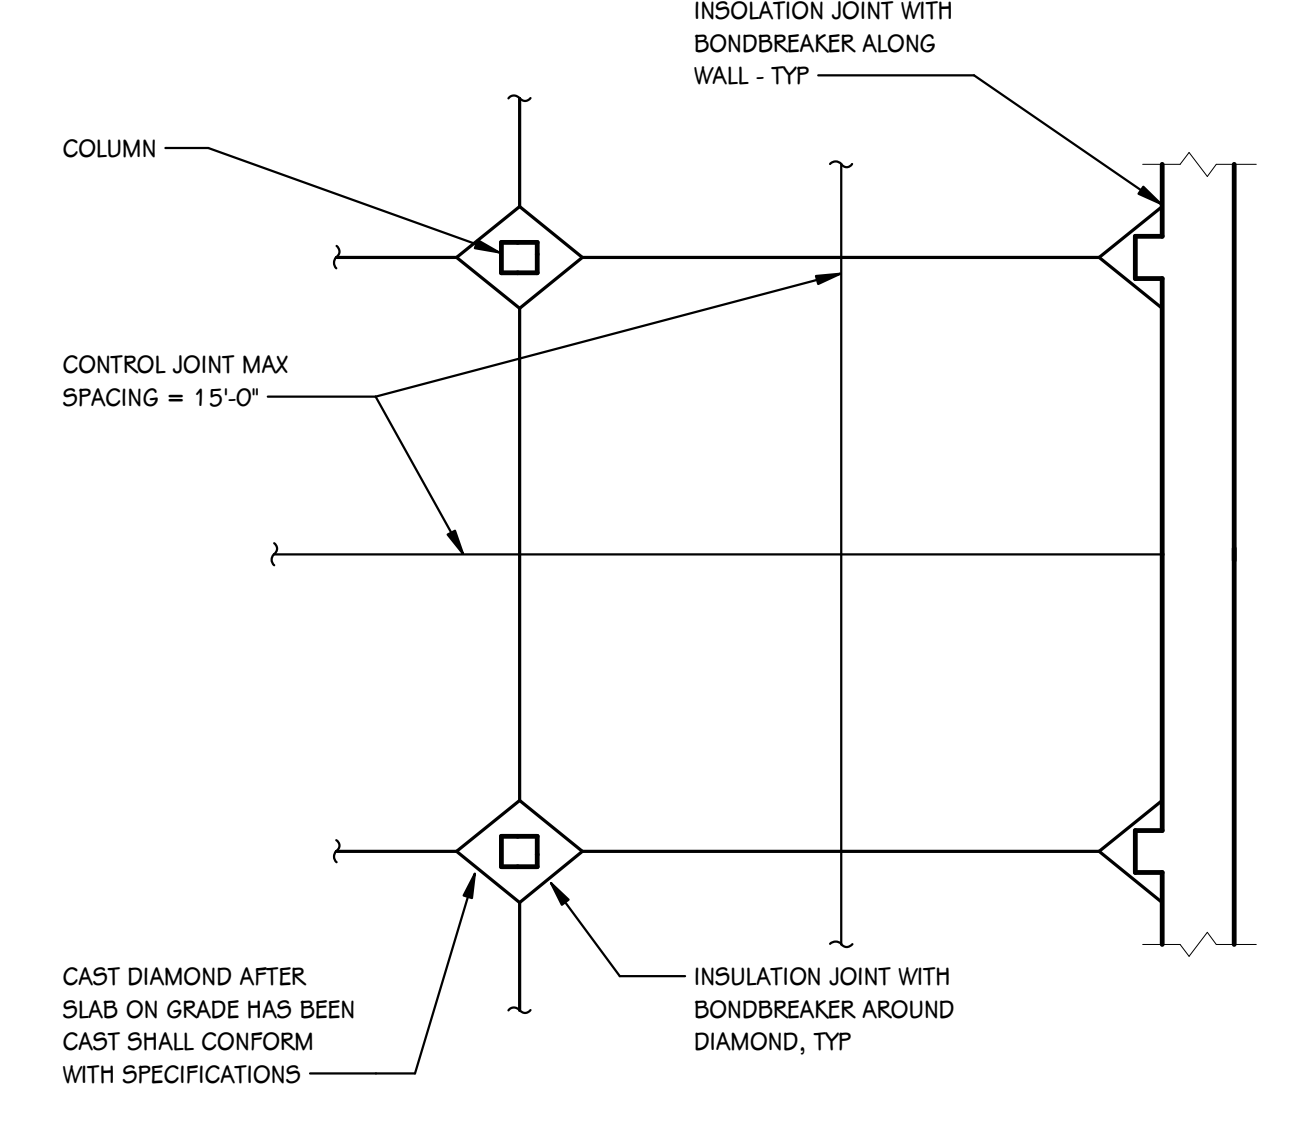 INSOLATION JOINT WITH
BONDBREAKER ALONG
WALL - TYP
COLUMN
CONTROL JOINT MAX
SPACING = 15'-0"
CAST DIAMOND AFTER
SLAB ON GRADE HAS BEEN
CAST SHALL CONFORM
WITH SPECIFICATIONS
INSULATION JOINT WITH
BONDBREAKER AROUND
DIAMOND, TYP